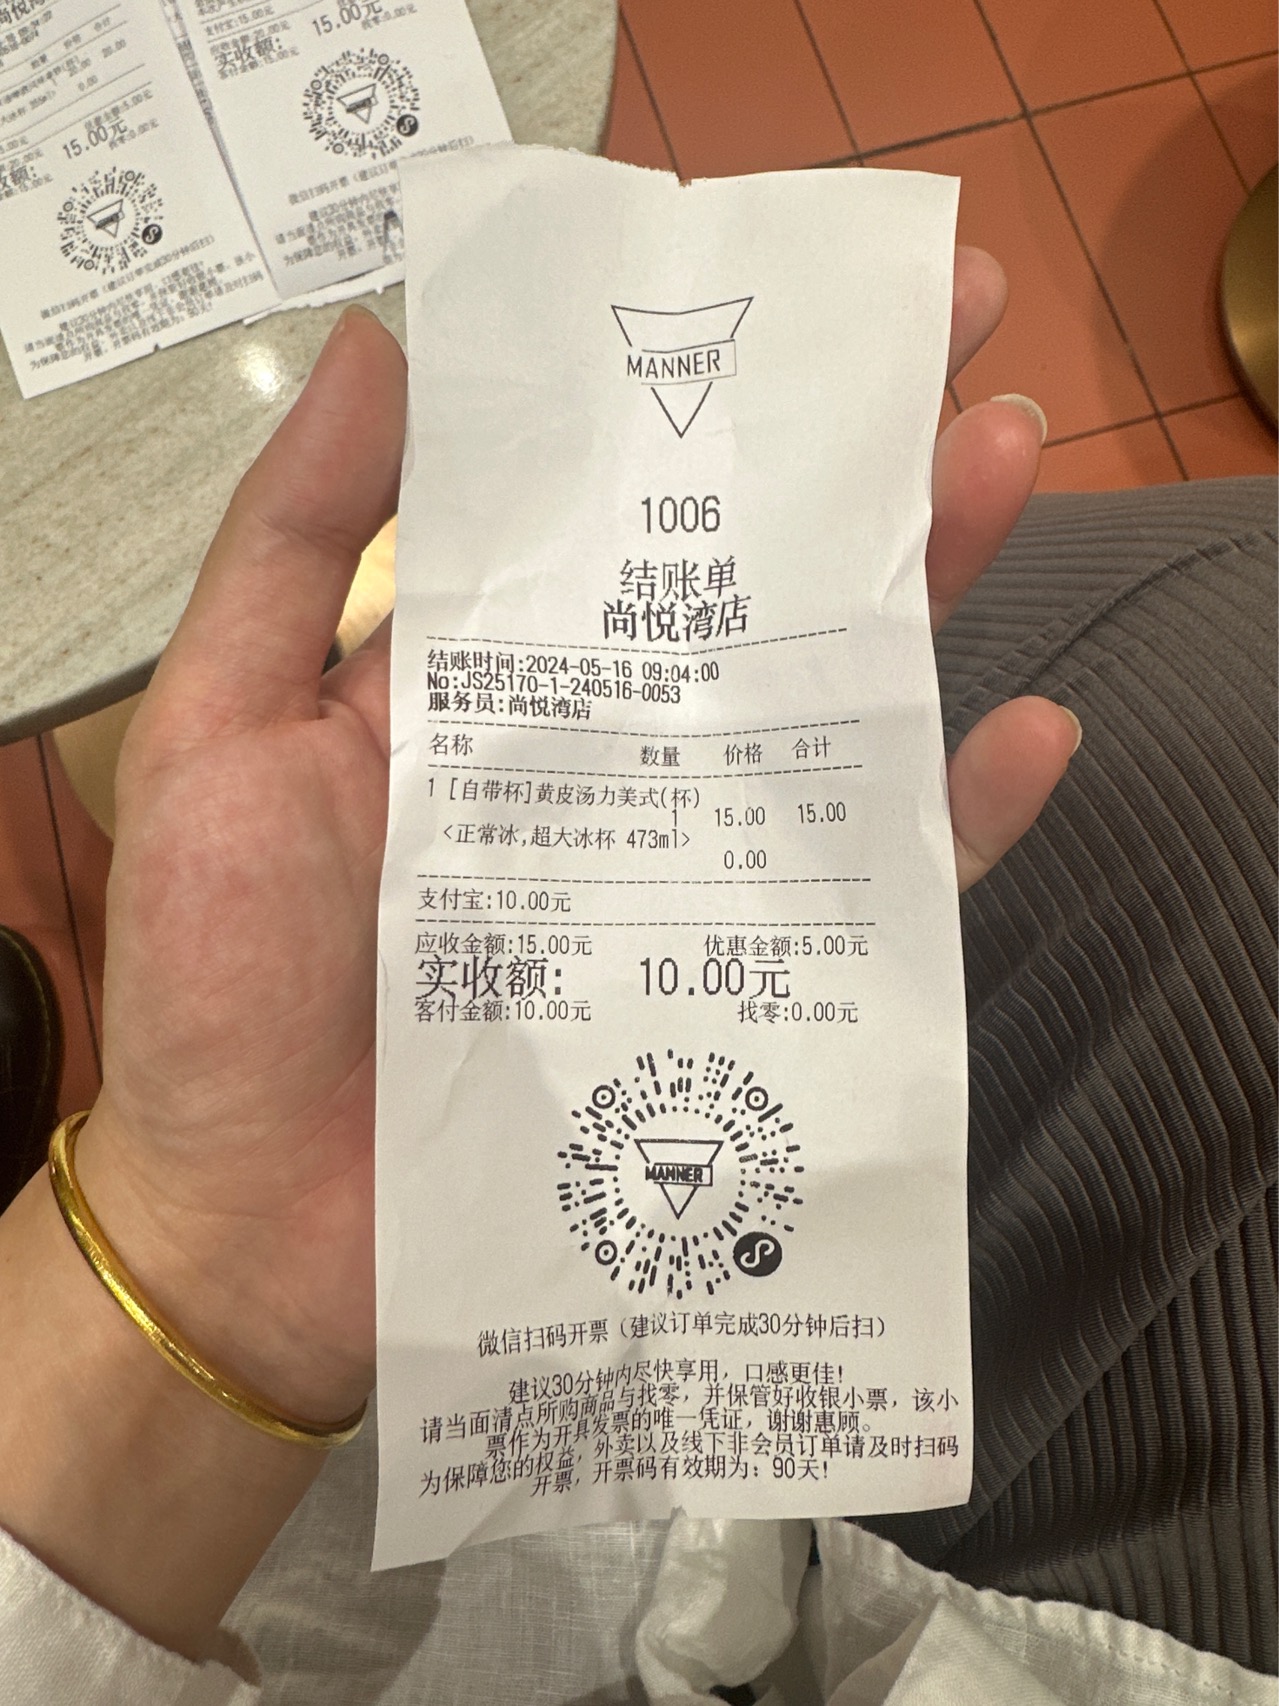 15.00元
15.00元
MANNER
1006
结账单
尚悦湾店
结账时间:2024-05-16 09:04:00
No:JS25170-1-240516-0053
服务员:尚悦湾店
名称 数量 价格 合计
1 [自带杯]黄皮汤力美式(杯)
1 15.00 15.00
<正常冰,超大冰杯 473ml>
0.00
支付宝:10.00元
应收金额:15.00元 优惠金额:5.00元
实收额: 10.00元
客付金额:10.00元 找零:0.00元
MANNER
微信扫码开票（建议订单完成30分钟后扫）
建议30分钟内尽快享用，口感更佳！
请当面清点所购商品与找零，并保管好收银小票，该小
票作为开具发票的唯一凭证，谢谢惠顾。
为保障您的权益，外卖以及线下非会员订单请及时扫码
开票，开票码有效期为：90天！